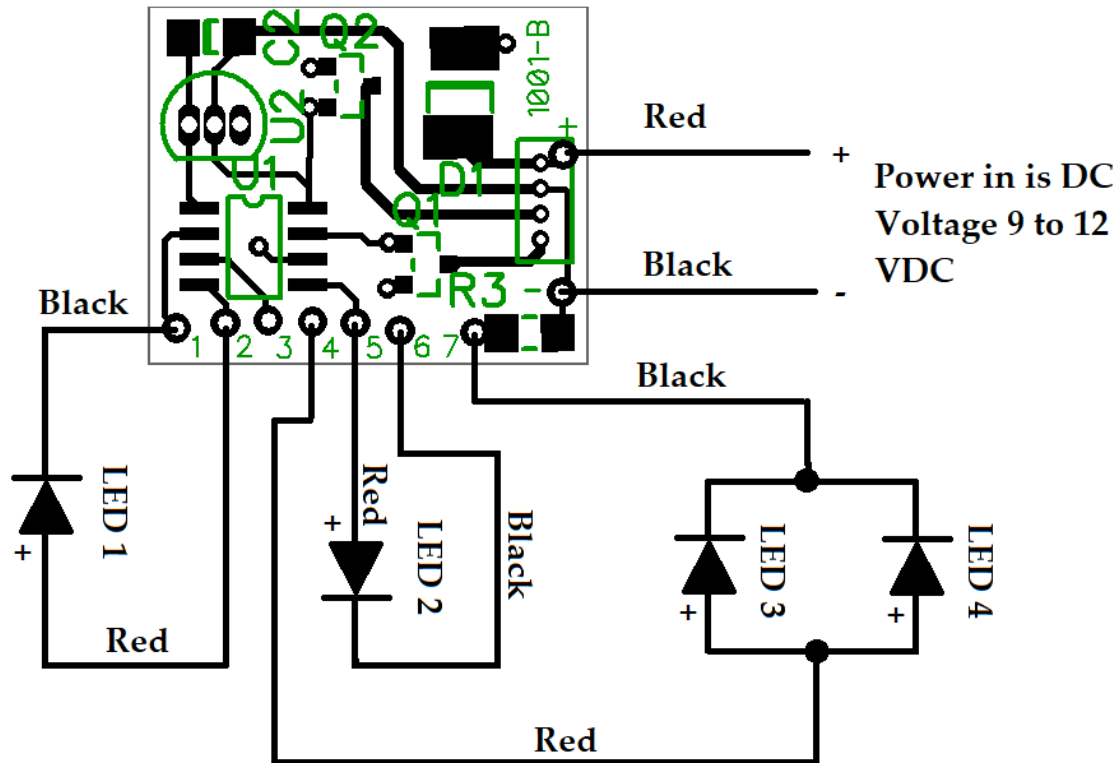 C2
Q2
1001-B
U2
+
Red
+
U1
D1
Power in is DC
Voltage 9 to 12
VDC
Q1
R3
-
Black
-
Black
1
2
3
4
5
6
7
Black
LED 1
+
Red
Red
+
LED 2
Black
LED 3
+
LED 4
+
Red